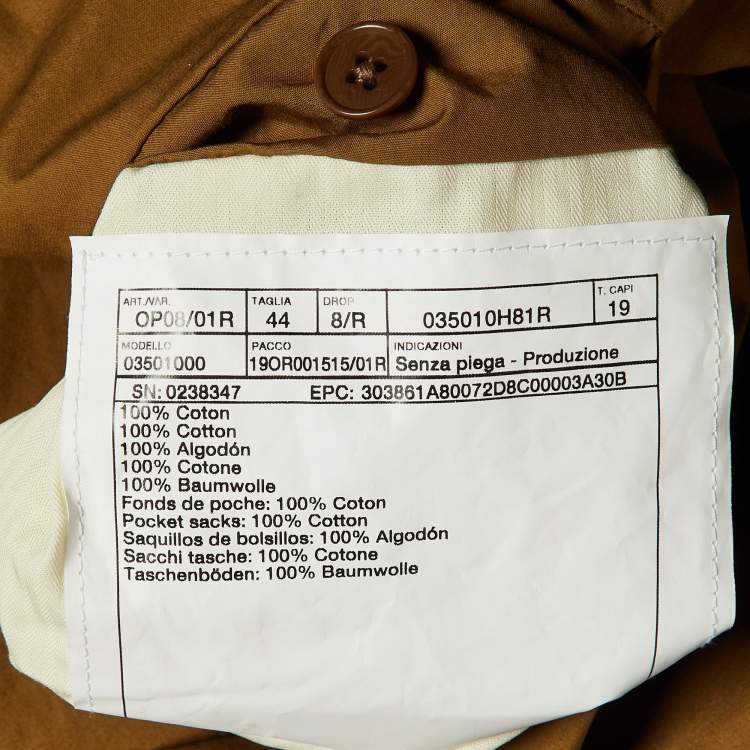 ART./VAR. TAGLIA DROP T. CAPI
OP08/01R 44 8/R 035010H81R 19
MODELLO PACCO INDICAZIONI
03501000 19OR001515/01R Senza piega - Produzione
SN: 0238347 EPC: 303861A80072D8C00003A30B
100% Coton
100% Cotton
100% Algodón
100% Cotone
100% Baumwolle
Fonds de poche: 100% Coton
Pocket sacks: 100% Cotton
Saquillos de bolsillos: 100% Algodón
Sacchi tasche: 100% Cotone
Taschenböden: 100% Baumwolle